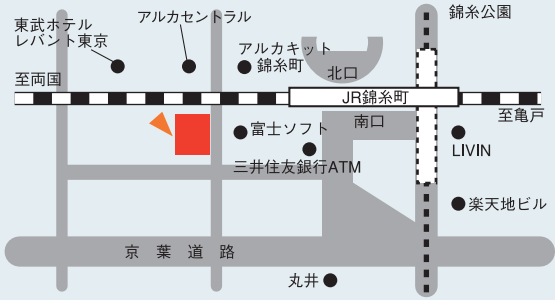 錦糸公園
東武ホテル
レバント東京
アルカセントラル
アルカキット
錦糸町
北口
至両国
JR錦糸町
至亀戸
南口
富士ソフト
三井住友銀行ATM
LIVIN
楽天地ビル
京葉道路
丸井